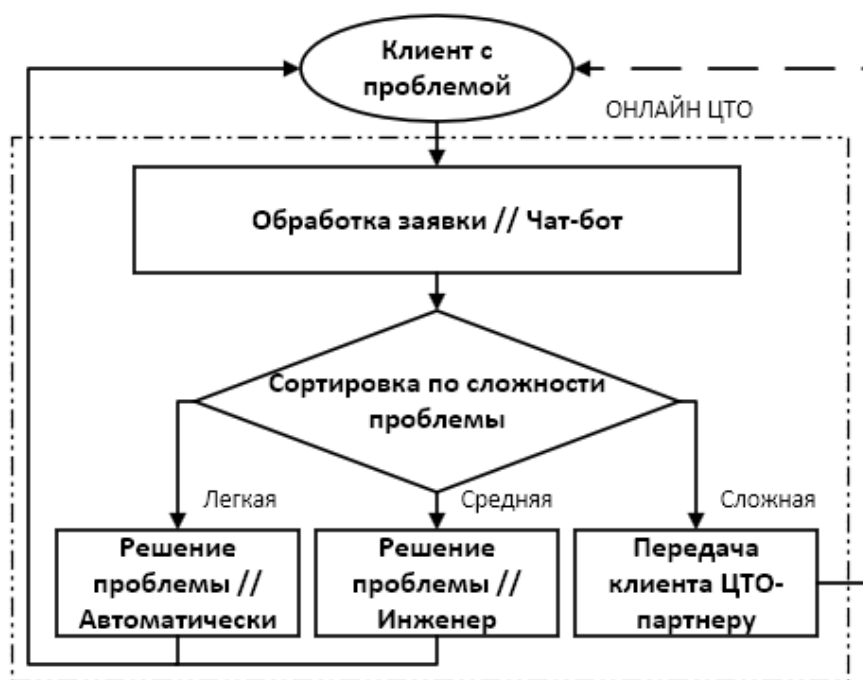 Клиент с
проблемой
ОНЛАЙН ЦТО
Обработка заявки // Чат-бот
Сортировка по сложности
проблемы
Легкая
Средняя
Сложная
Решение
проблемы //
Автоматически
Решение
проблемы //
Инженер
Передача
клиента ЦТО-
партнеру